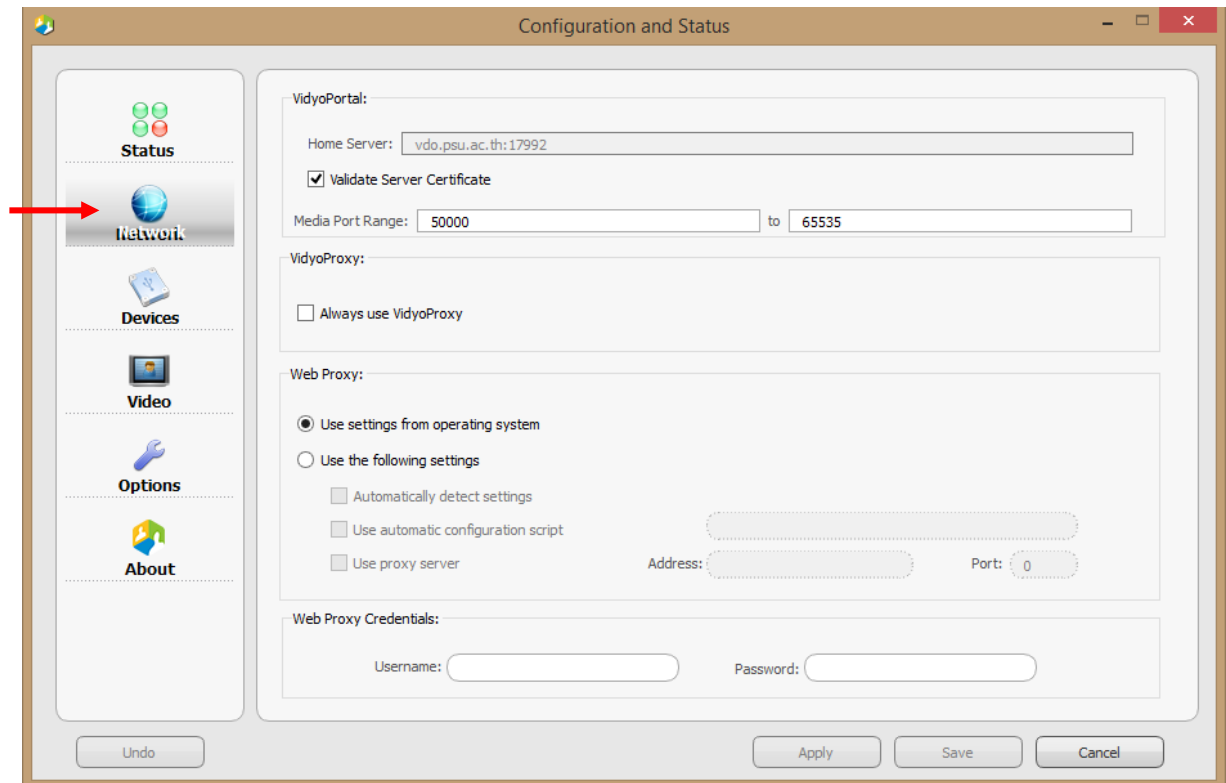 Configuration and Status
Status
Network
Devices
Video
Options
About
VidyoPortal:
Home Server: vdo.psu.ac.th:17992
Validate Server Certificate
Media Port Range: 50000 to 65535
VidyoProxy:
Always use VidyoProxy
Web Proxy:
Use settings from operating system
Use the following settings
Automatically detect settings
Use automatic configuration script
Use proxy server Address: Port: 0
Web Proxy Credentials:
Username: Password:
Undo Apply Save Cancel